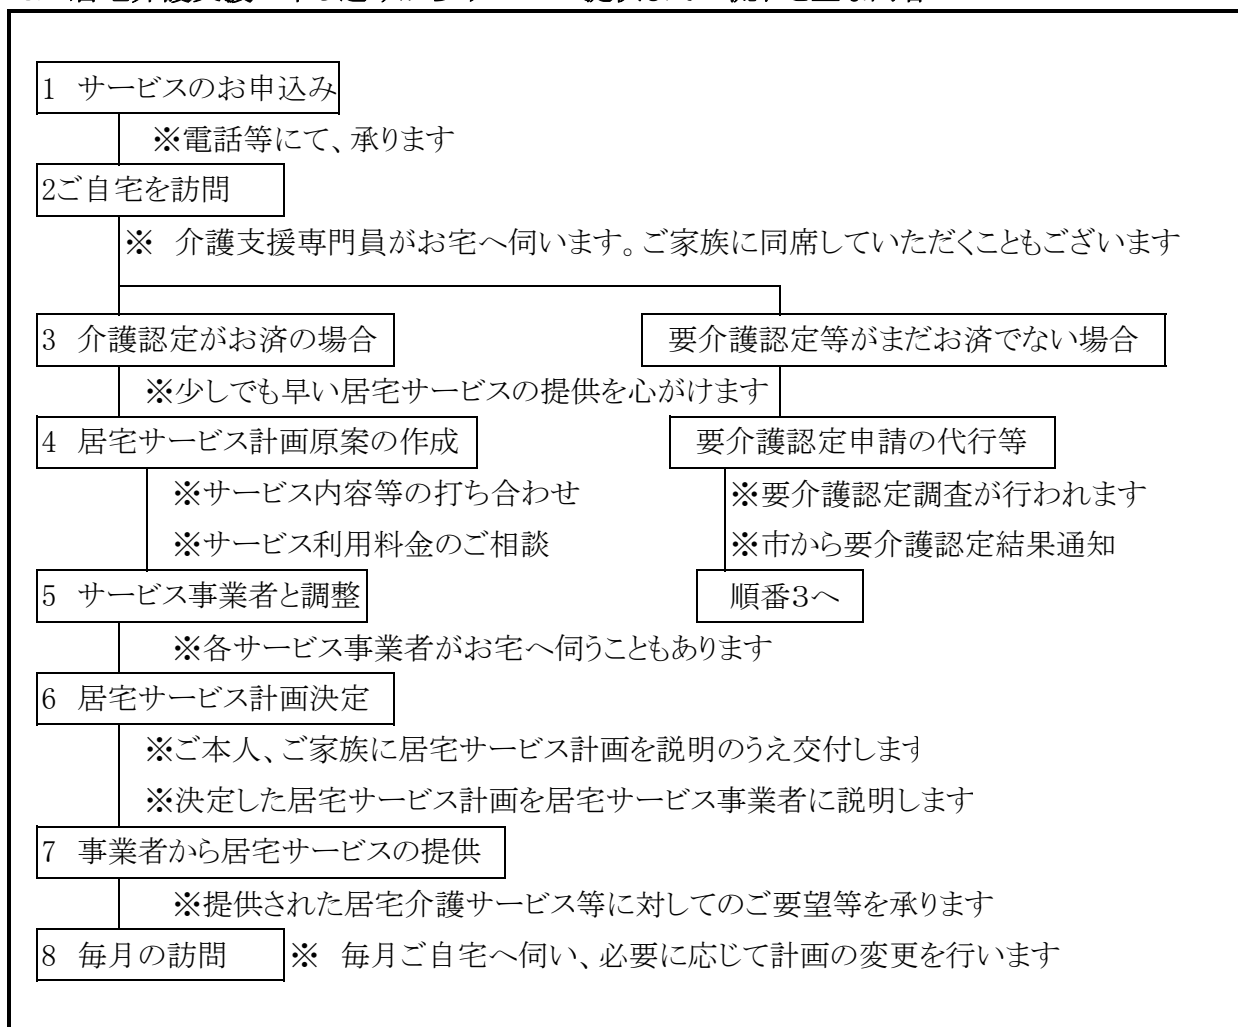 1 サービスのお申込み
※電話等にて、承ります
2ご自宅を訪問
※ 介護支援専門員がお宅へ伺います。ご家族に同席していただくこともございます
3 介護認定がお済の場合
要介護認定等がまだお済でない場合
※少しでも早い居宅サービスの提供を心がけます
4 居宅サービス計画原案の作成
要介護認定申請の代行等
※サービス内容等の打ち合わせ
※要介護認定調査が行われます
※サービス利用料金のご相談
※市から要介護認定結果通知
5 サービス事業者と調整
順番3へ
※各サービス事業者がお宅へ伺うこともあります
6 居宅サービス計画決定
※ご本人、ご家族に居宅サービス計画を説明のうえ交付します
※決定した居宅サービス計画を居宅サービス事業者に説明します
7 事業者から居宅サービスの提供
※提供された居宅介護サービス等に対してのご要望等を承ります
8 毎月の訪問
※ 毎月ご自宅へ伺い、必要に応じて計画の変更を行います